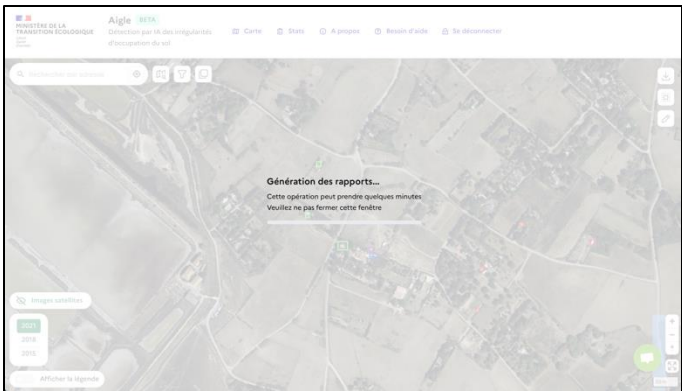 MINISTÈRE DE LA
TRANSITION ÉCOLOGIQUE
Aigle BETA
Détection par IA des irrégularités
d'occupation de sol
Carte
Stats
A propos
Besoin d'aide
Se déconnecter
Rechercher une adresse
Génération des rapports...
Cette opération peut prendre quelques minutes
Veuillez ne pas fermer cette fenêtre
Images satellites
2021
2018
2015
Afficher la légende